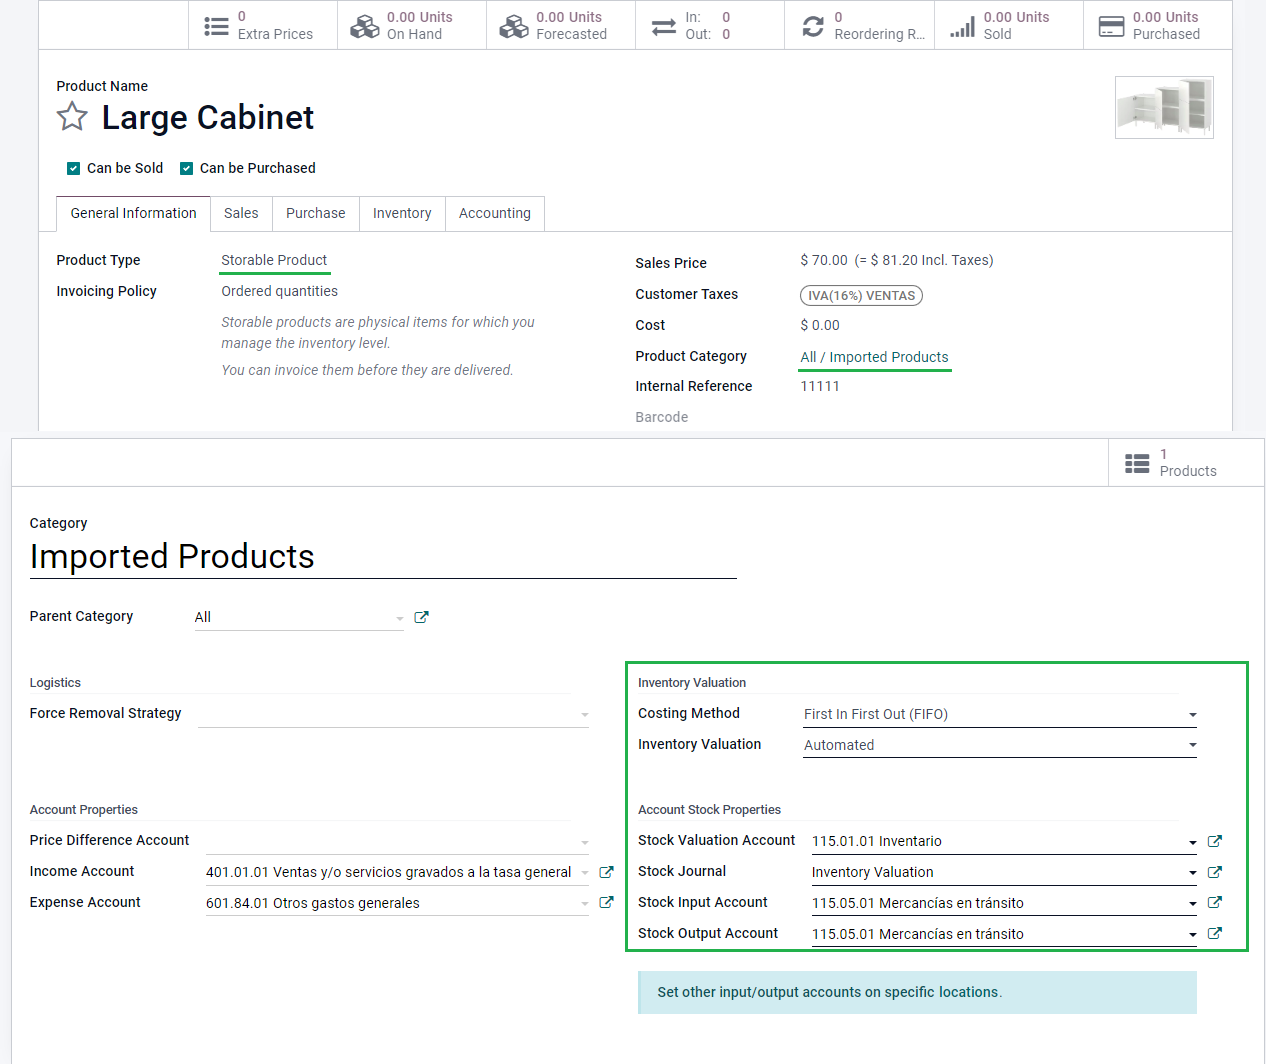 0
Extra Prices
0.00 Units
On Hand
0.00 Units
Forecasted
In: 0
Out: 0
0
Reordering R...
0.00 Units
Sold
0.00 Units
Purchased
Product Name
Large Cabinet
Can be Sold Can be Purchased
General Information Sales Purchase Inventory Accounting
Product Type Storable Product
Invoicing Policy Ordered quantities
Storable products are physical items for which you
manage the inventory level.
You can invoice them before they are delivered.
Sales Price $ 70.00 (= $ 81.20 Incl. Taxes)
Customer Taxes IVA(16%) VENTAS
Cost $ 0.00
Product Category All / Imported Products
Internal Reference 11111
Barcode
1
Products
Category
Imported Products
Parent Category All
Logistics
Force Removal Strategy
Inventory Valuation
Costing Method First In First Out (FIFO)
Inventory Valuation Automated
Account Properties
Price Difference Account
Income Account 401.01.01 Ventas y/o servicios gravados a la tasa general
Expense Account 601.84.01 Otros gastos generales
Account Stock Properties
Stock Valuation Account 115.01.01 Inventario
Stock Journal Inventory Valuation
Stock Input Account 115.05.01 Mercancías en tránsito
Stock Output Account 115.05.01 Mercancías en tránsito
Set other input/output accounts on specific locations.